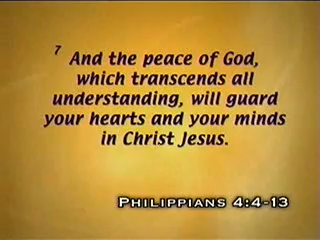 7 And the peace of God,
which transcends all
understanding, will guard
your hearts and your minds
in Christ Jesus.
Philippians 4:4-13